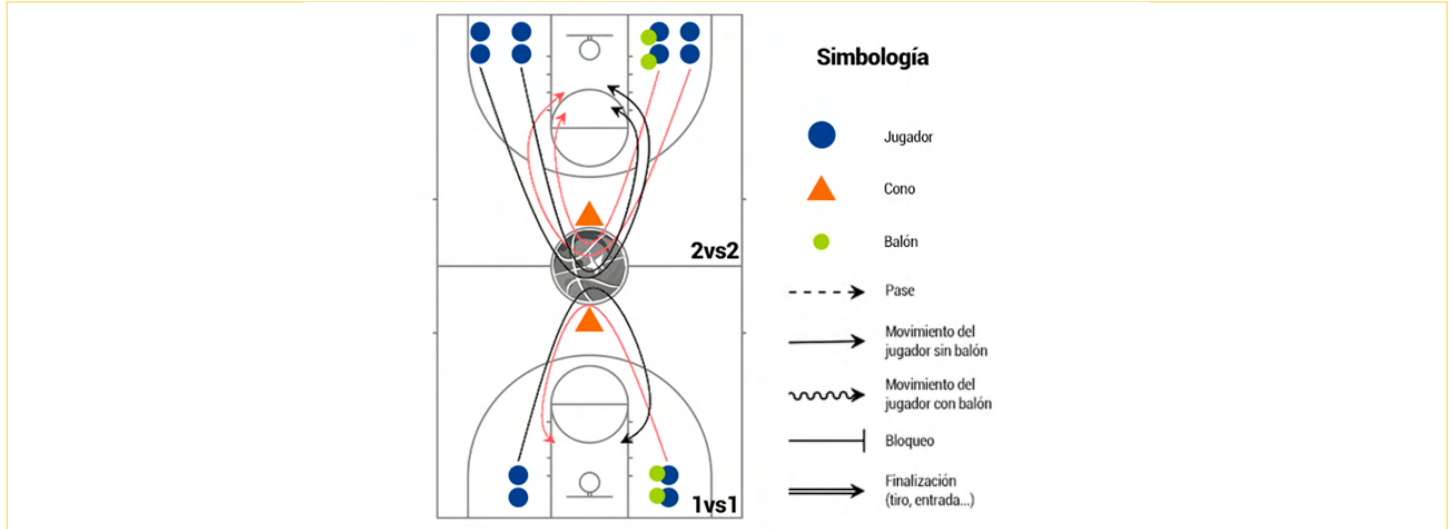 2vs2
1vs1
Simbología
Jugador
Cono
Balón
Pase
Movimiento del
jugador sin balón
Movimiento del
jugador con balón
Bloqueo
Finalización
(tiro, entrada...)